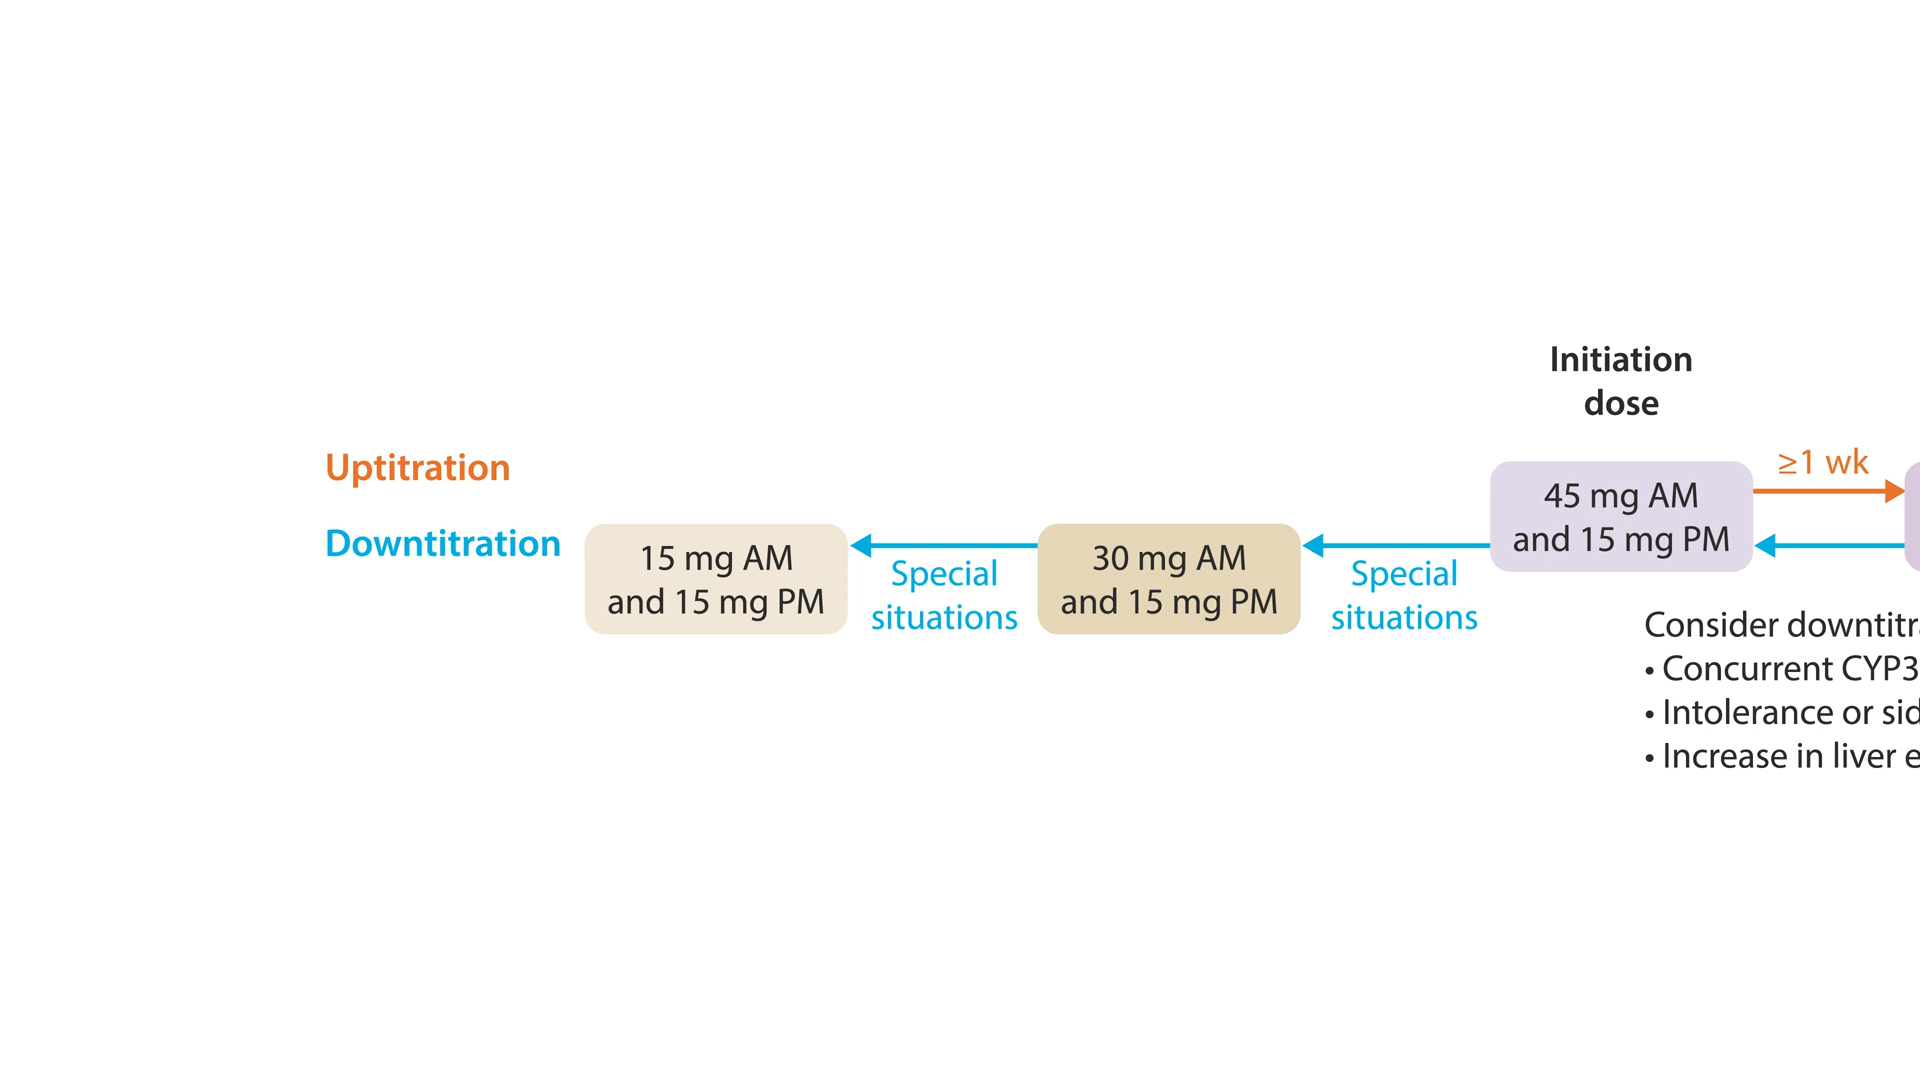 Initiation
dose
Uptitration
≥1 wk
45 mg AM
and 15 mg PM
Downtitration
15 mg AM
and 15 mg PM
Special
situations
30 mg AM
and 15 mg PM
Special
situations
Consider
• Concurrent
• Intolerance or
• Increase in liver